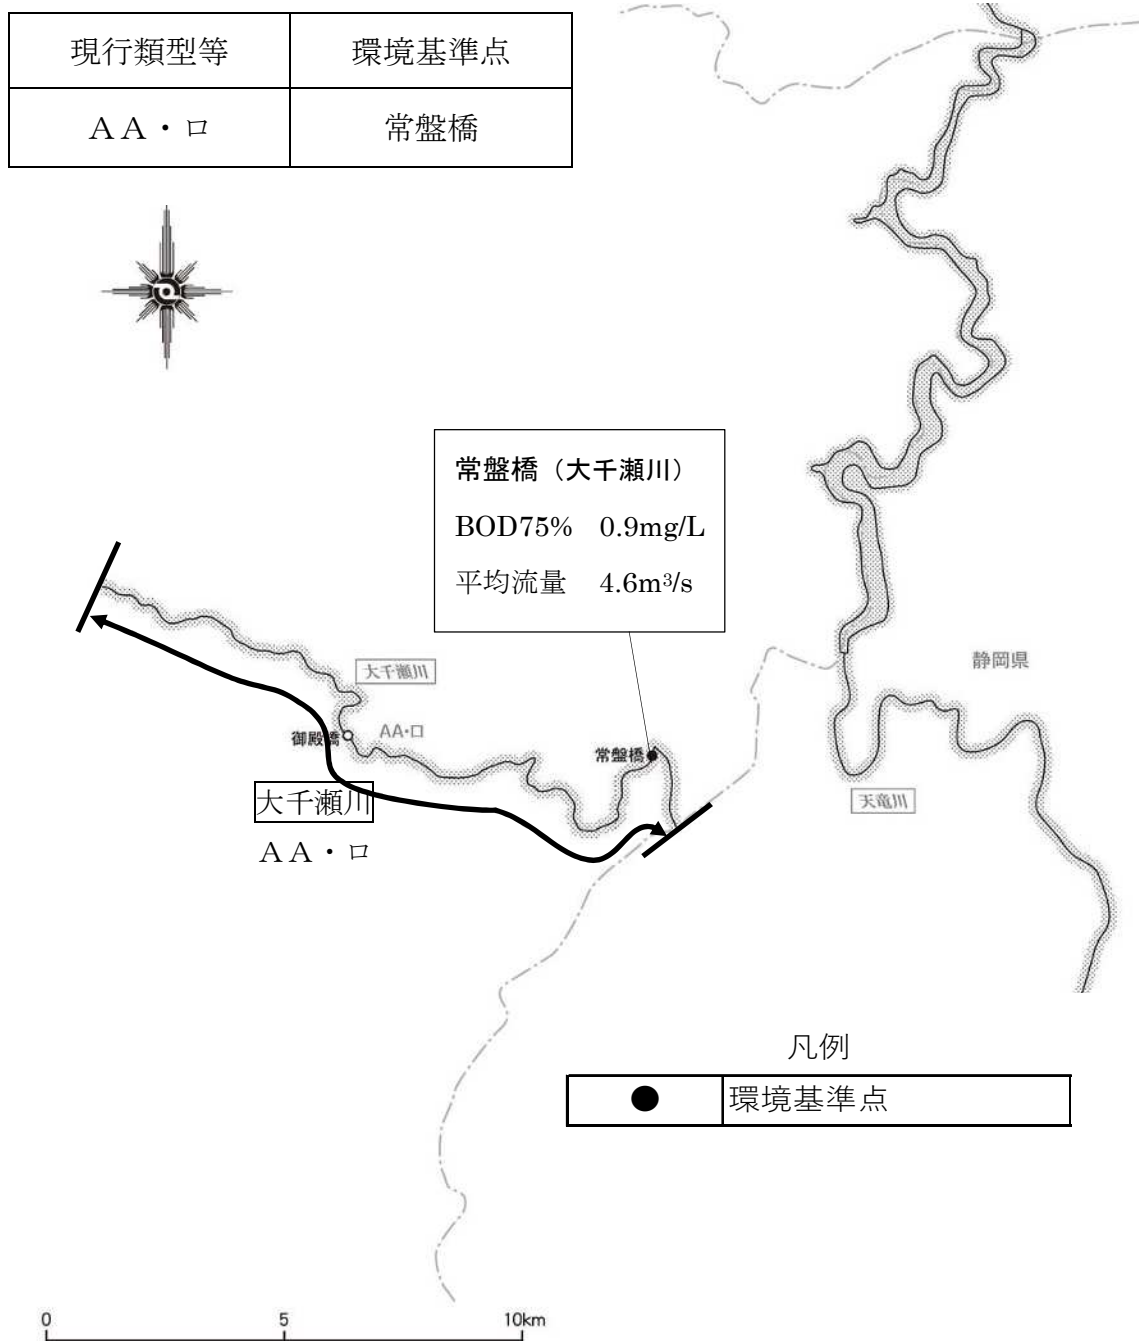 現行類型等 環境基準点
ＡＡ・ロ 常盤橋
常盤橋（大千瀬川）
BOD75% 0.9mg/L
平均流量 4.6m³/s
静岡県
大千瀬川
御殿橋
AA・ロ
常盤橋
大千瀬川
ＡＡ・ロ
天竜川
凡例
● 環境基準点
0 5 10km